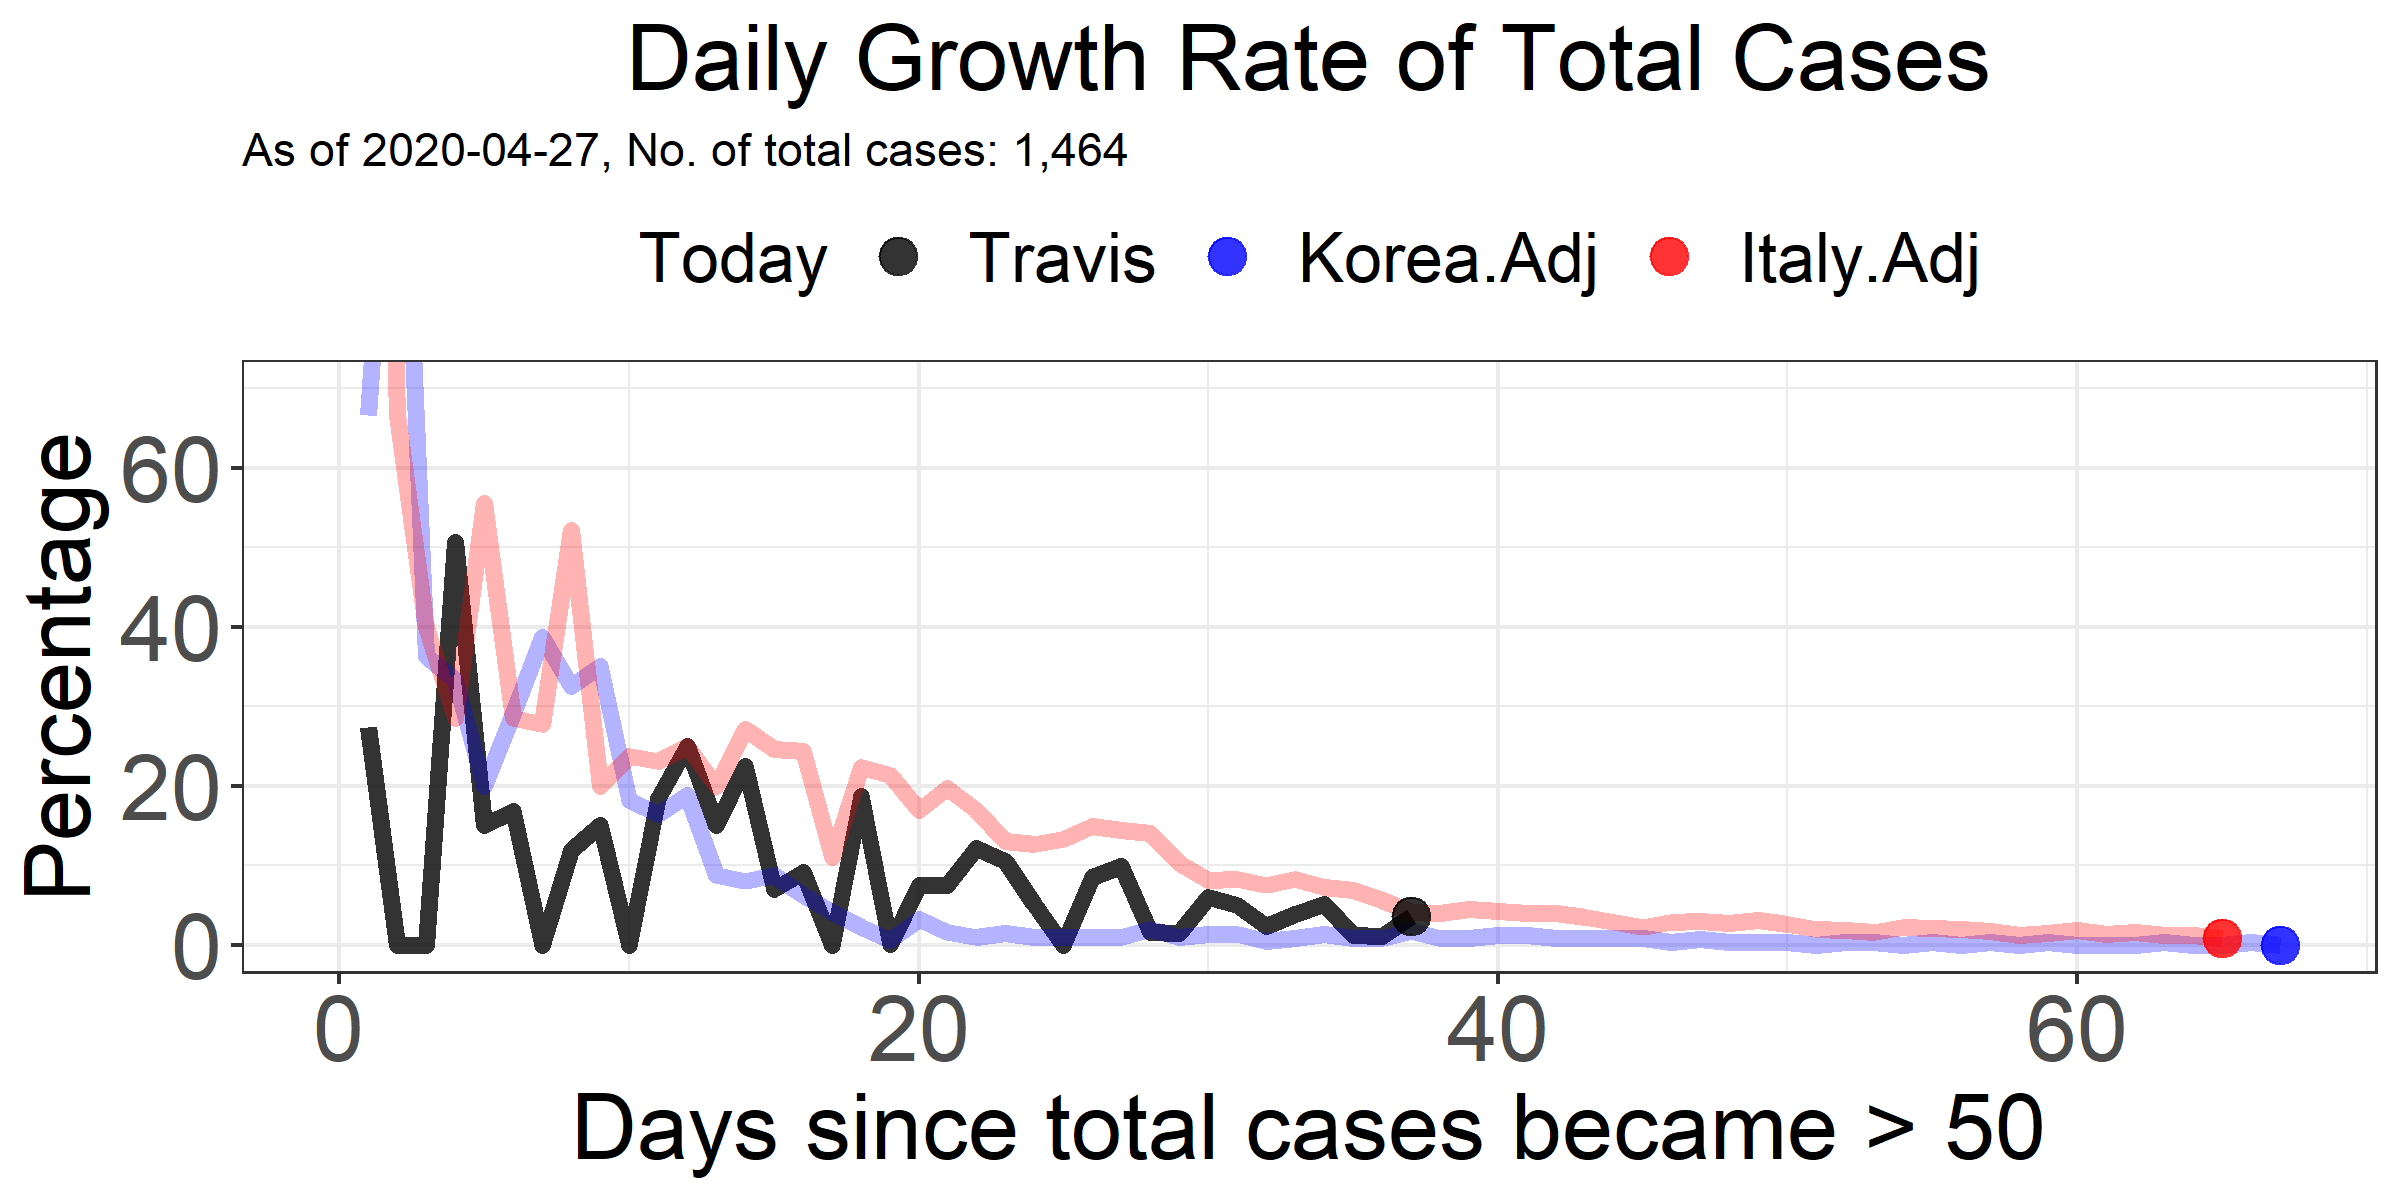 Daily Growth Rate of Total Cases
As of 2020-04-27, No. of total cases: 1,464
Today Travis Korea.Adj Italy.Adj
Percentage
60
40
20
0
0 20 40 60
Days since total cases became > 50